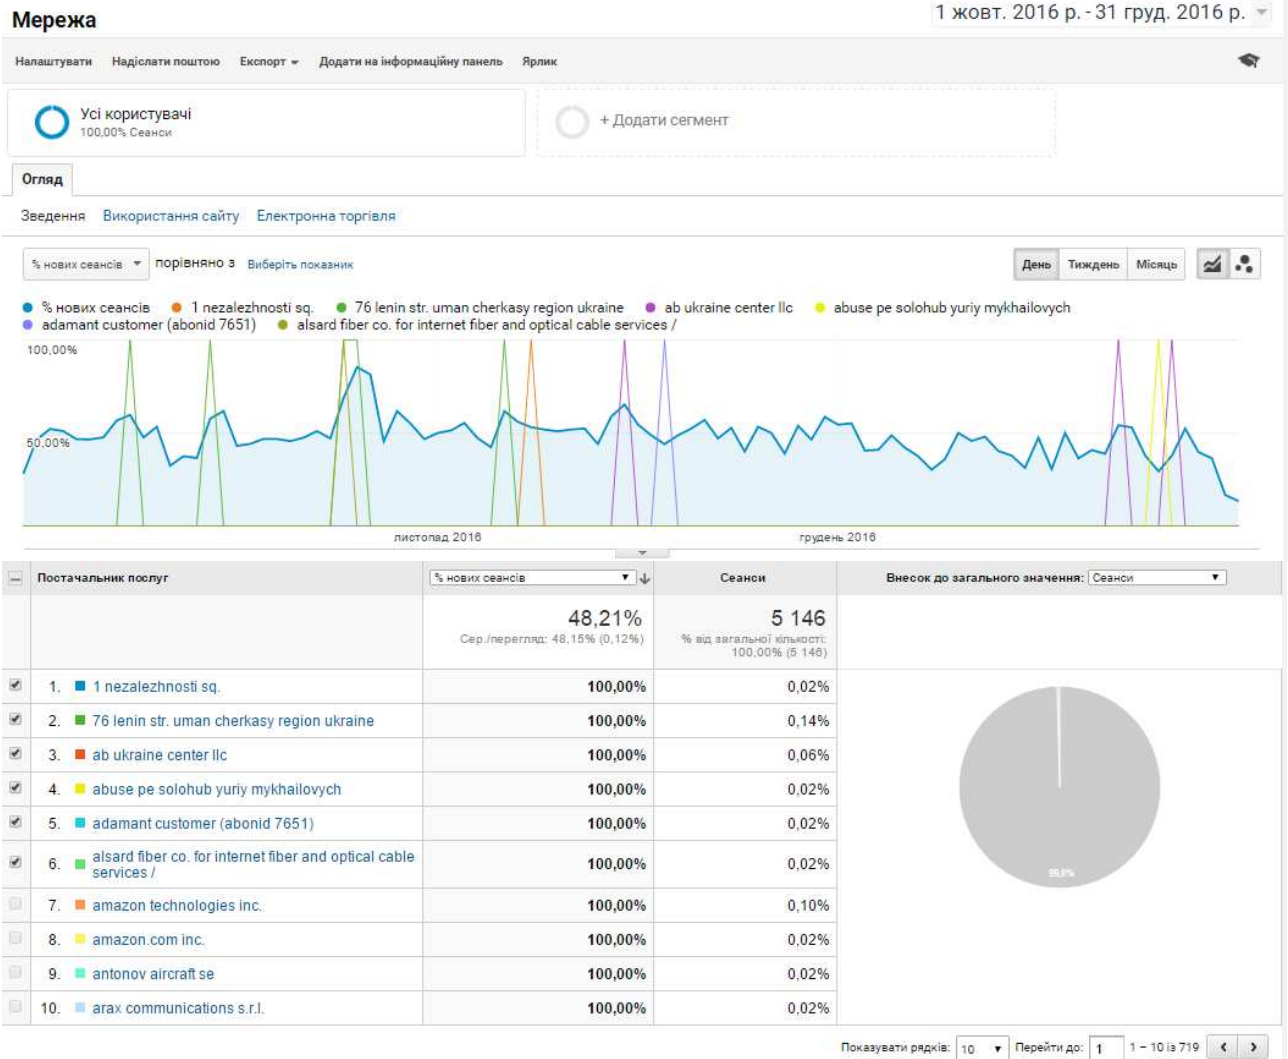 Мережа
1 жовт. 2016 р. - 31 груд. 2016 р.
Налаштувати Надіслати поштою Експорт Додати на інформаційну панель Ярлик
Усі користувачі
100,00% Сеанси
+ Додати сегмент
Огляд
Зведення Використання сайту Електронна торгівля
% нових сеансів порівняно з Виберіть показник
День Тиждень Місяць
% нових сеансів 1 nezalezhnosti sq. 76 lenin str. uman cherkasy region ukraine ab ukraine center llc abuse pe solohub yuriy mykhailovych
adamant customer (abonid 7651) alsard fiber co. for internet fiber and optical cable services /
100,00%
50,00%
листопад 2016 грудень 2016
Постачальник послуг % нових сеансів Сеанси Внесок до загального значення: Сеанси
48,21% 5 146
Сер./перегляд: 48,15% (0,12%) % від загальної кількості:
100,00% (5 146)
1. 1 nezalezhnosti sq. 100,00% 0,02%
2. 76 lenin str. uman cherkasy region ukraine 100,00% 0,14%
3. ab ukraine center llc 100,00% 0,06%
4. abuse pe solohub yuriy mykhailovych 100,00% 0,02%
5. adamant customer (abonid 7651) 100,00% 0,02%
6. alsard fiber co. for internet fiber and optical cable
services / 100,00% 0,02%
7. amazon technologies inc. 100,00% 0,10%
8. amazon.com inc. 100,00% 0,02%
9. antonov aircraft se 100,00% 0,02%
10. arax communications s.r.l. 100,00% 0,02%
99,6%
Показувати рядків: 10 Перейти до: 1 1 – 10 із 719